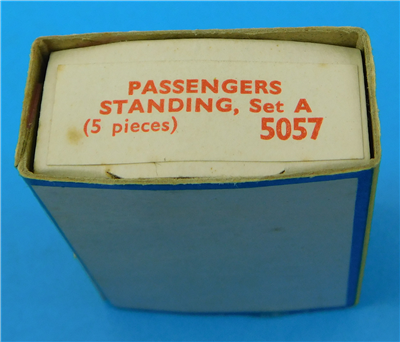 PASSENGERS
STANDING, Set A
(5 pieces) 5057